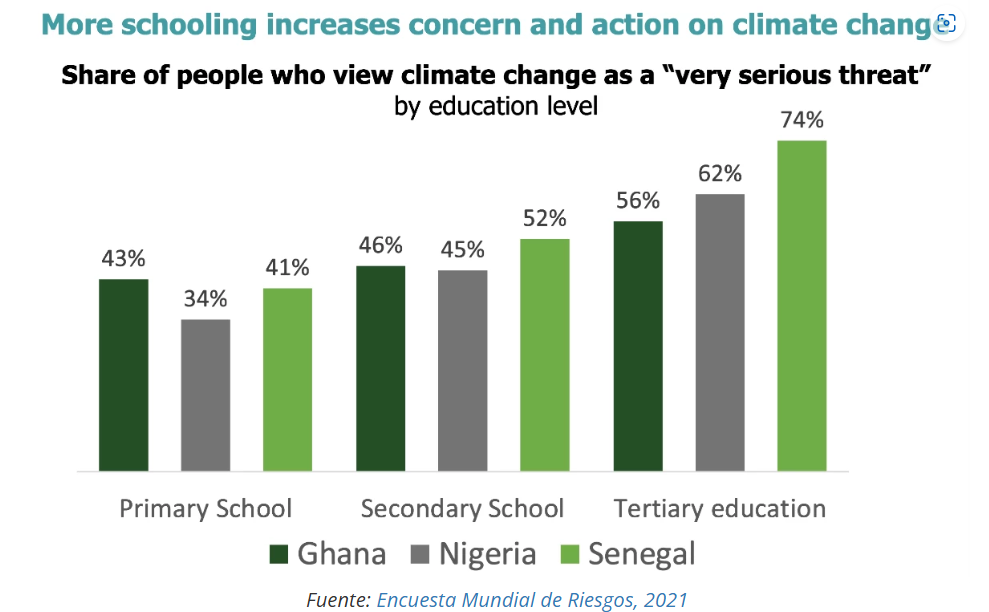 More schooling increases concern and action on climate change
Share of people who view climate change as a “very serious threat”
by education level
74%
62%
56%
52%
46%
45%
43%
41%
34%
Primary School
Secondary School
Tertiary education
Ghana
Nigeria
Senegal
Fuente: Encuesta Mundial de Riesgos, 2021